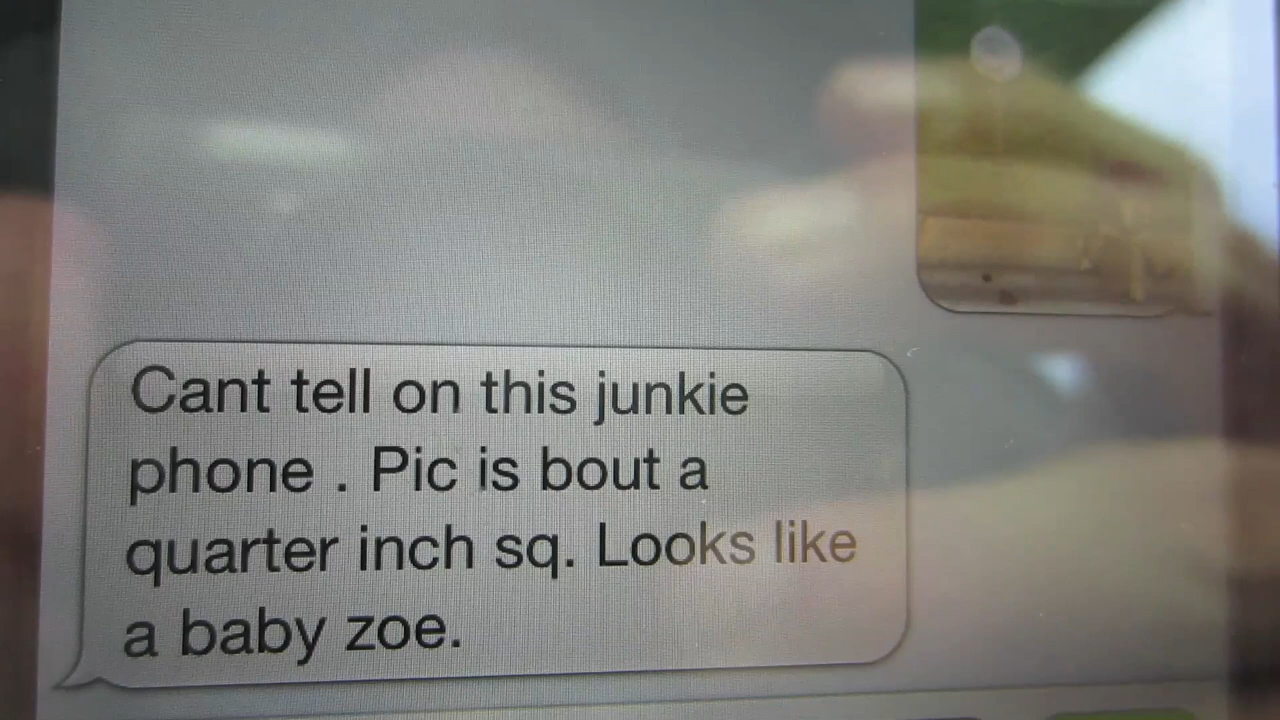 Cant tell on this junkie
phone . Pic is bout a
quarter inch sq. Looks like
a baby zoe.